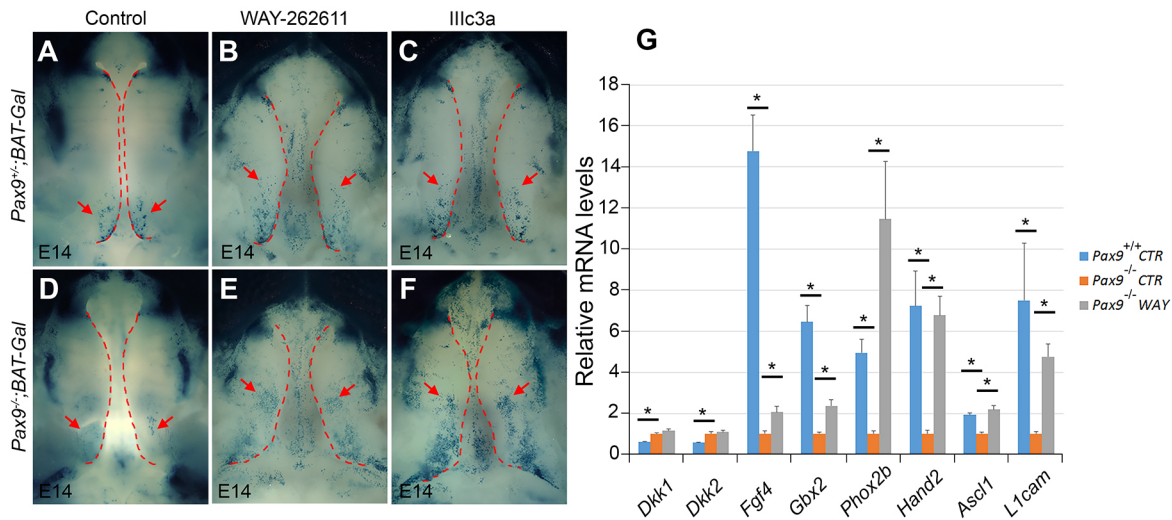 Control
WAY-262611
IIIc3a
Pax9+/-;BAT-Gal
A
B
C
E14
Pax9-/-;BAT-Gal
D
E
F
E14
E14
E14
G
Relative mRNA levels
18
16
14
12
10
8
6
4
2
0
*
*
*
*
*
*
*
*
*
*
*
*
*
*
Dkk1
Dkk2
Fgf4
Gbx2
Phox2b
Hand2
Ascl1
L1cam
Pax9+/+CTR
Pax9-/-CTR
Pax9-/-WAY